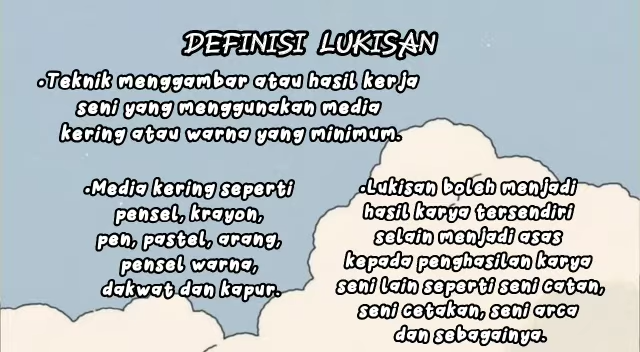 DEFINISI LUKISAN
•Teknik menggambar atau hasil kerja
seni yang menggunakan media
kering atau warna yang minimum.
•Media kering seperti
pensel, krayon,
pen, pastel, arang,
pensel warna,
dakwat dan kapur.
•Lukisan boleh menjadi
hasil karya tersendiri
selain menjadi asas
kepada penghasilan karya
seni lain seperti seni catan,
seni cetakan, seni arca
dan sebagainya.